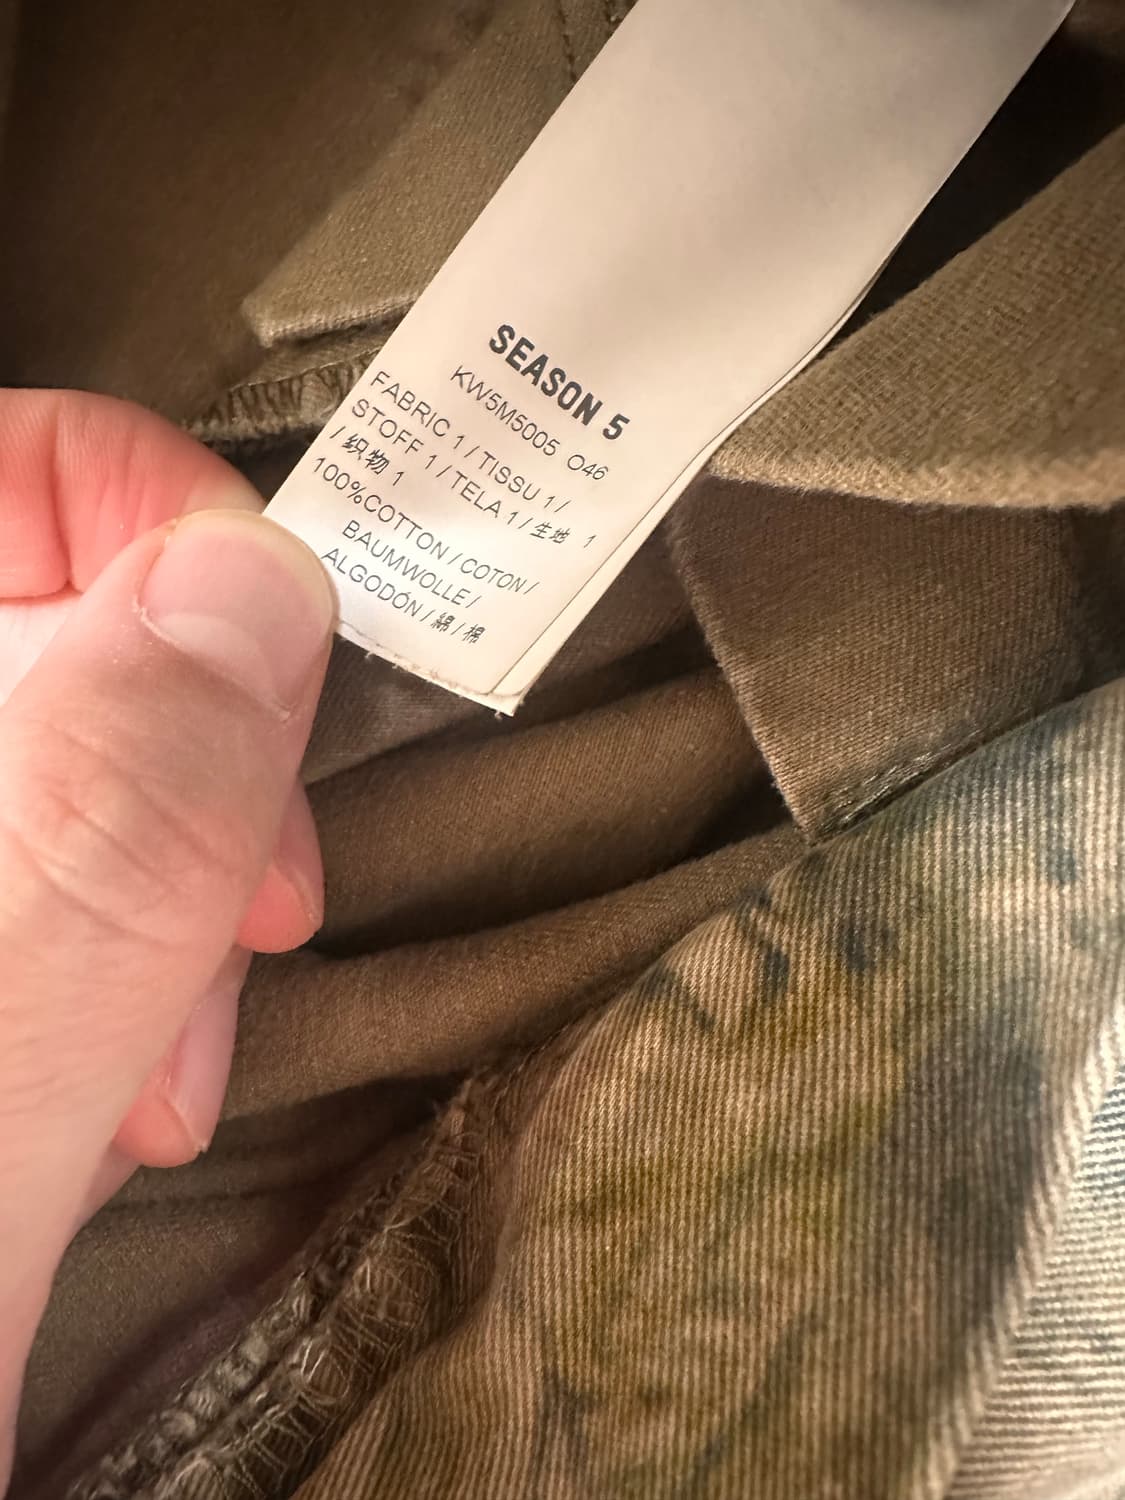 SEASON 5
KW5M5005 O46
FABRIC 1 / TISSU 1 /
STOFF 1 / TELA 1 / 生地 1
/ 织物 1
100%COTTON / COTON /
BAUMWOLLE /
ALGODÓN / 綿 / 棉